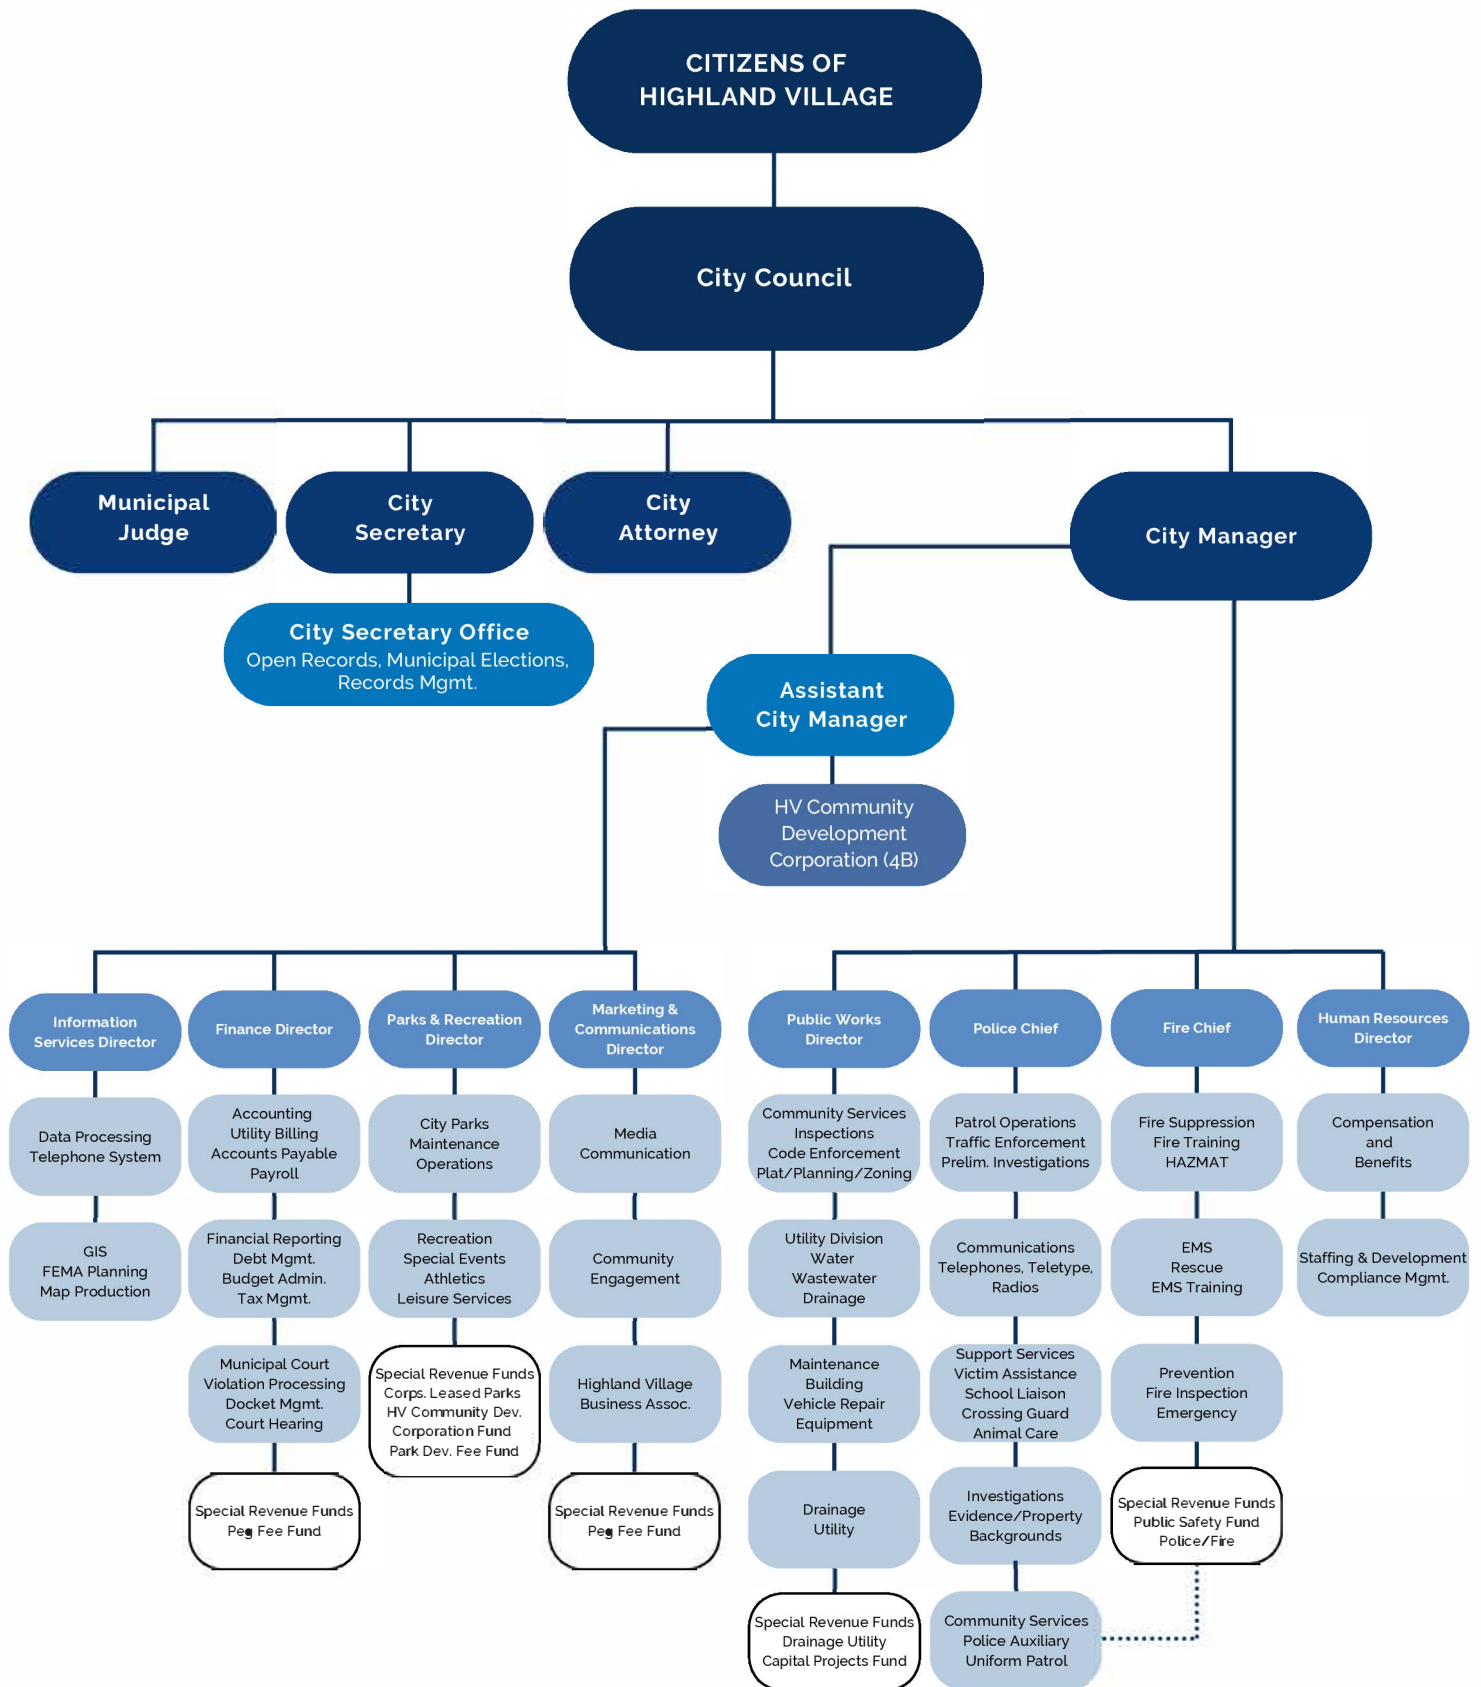 CITIZENS OF
HIGHLAND VILLAGE
City Council
Municipal
Judge
City
Secretary
City
Attorney
City Manager
City Secretary Office
Open Records, Municipal Elections,
Records Mgmt.
Assistant
City Manager
HV Community
Development
Corporation (4B)
Information
Services Director
Data Processing
Telephone System
GIS
FEMA Planning
Map Production
Finance Director
Accounting
Utility Billing
Accounts Payable
Payroll
Financial Reporting
Debt Mgmt.
Budget Admin.
Tax Mgmt.
Municipal Court
Violation Processing
Docket Mgmt.
Court Hearing
Special Revenue Funds
Peg Fee Fund
Parks & Recreation
Director
City Parks
Maintenance
Operations
Recreation
Special Events
Athletics
Leisure Services
Special Revenue Funds
Corps. Leased Parks
HV Community Dev.
Corporation Fund
Park Dev. Fee Fund
Marketing &
Communications
Director
Media
Communication
Community
Engagement
Highland Village
Business Assoc.
Special Revenue Funds
Peg Fee Fund
Public Works
Director
Community Services
Inspections
Code Enforcement
Plat/Planning/Zoning
Utility Division
Water
Wastewater
Drainage
Maintenance
Building
Vehicle Repair
Equipment
Drainage
Utility
Special Revenue Funds
Drainage Utility
Capital Projects Fund
Police Chief
Patrol Operations
Traffic Enforcement
Prelim. Investigations
Communications
Telephones, Teletype,
Radios
Support Services
Victim Assistance
School Liaison
Crossing Guard
Animal Care
Investigations
Evidence/Property
Backgrounds
Community Services
Police Auxiliary
Uniform Patrol
Fire Chief
Fire Suppression
Fire Training
HAZMAT
EMS
Rescue
EMS Training
Prevention
Fire Inspection
Emergency
Special Revenue Funds
Public Safety Fund
Police/Fire
Human Resources
Director
Compensation
and
Benefits
Staffing & Development
Compliance Mgmt.